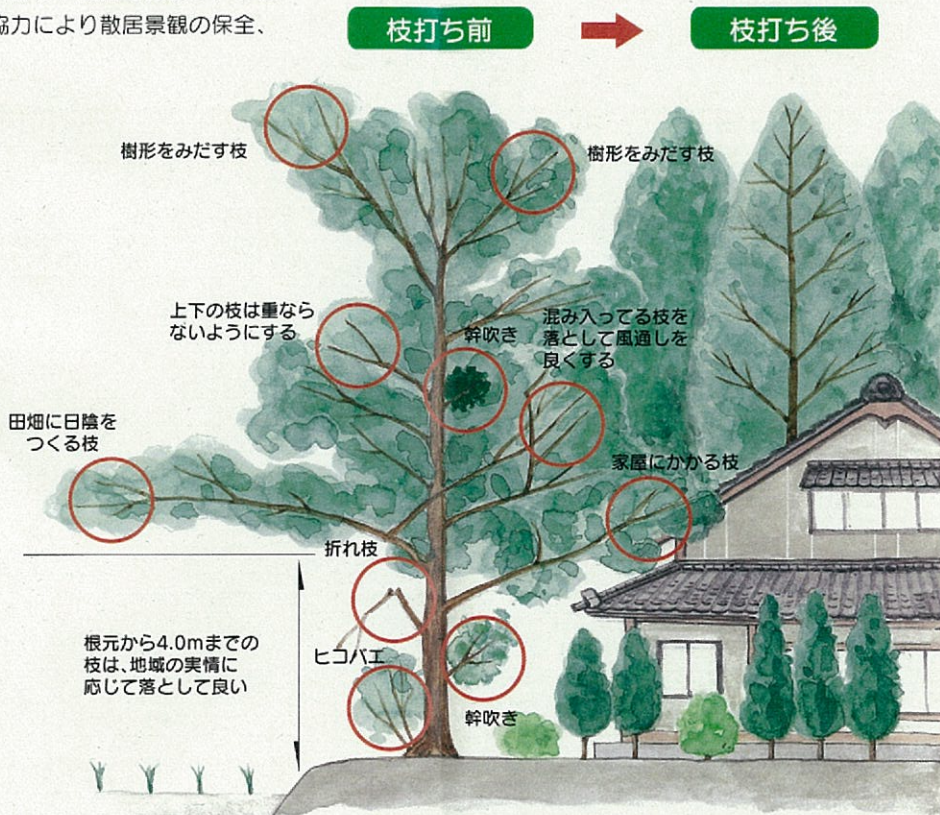 協力により散居景観の保全、
枝打ち前
枝打ち後
樹形をみだす枝
樹形をみだす枝
上下の枝は重なら
ないようにする
幹吹き
混み入ってる枝を
落として風通しを
良くする
田畑に日陰を
つくる枝
家屋にかかる枝
折れ枝
根元から4.0mまでの
枝は、地域の実情に
応じて落として良い
ヒコバエ
幹吹き